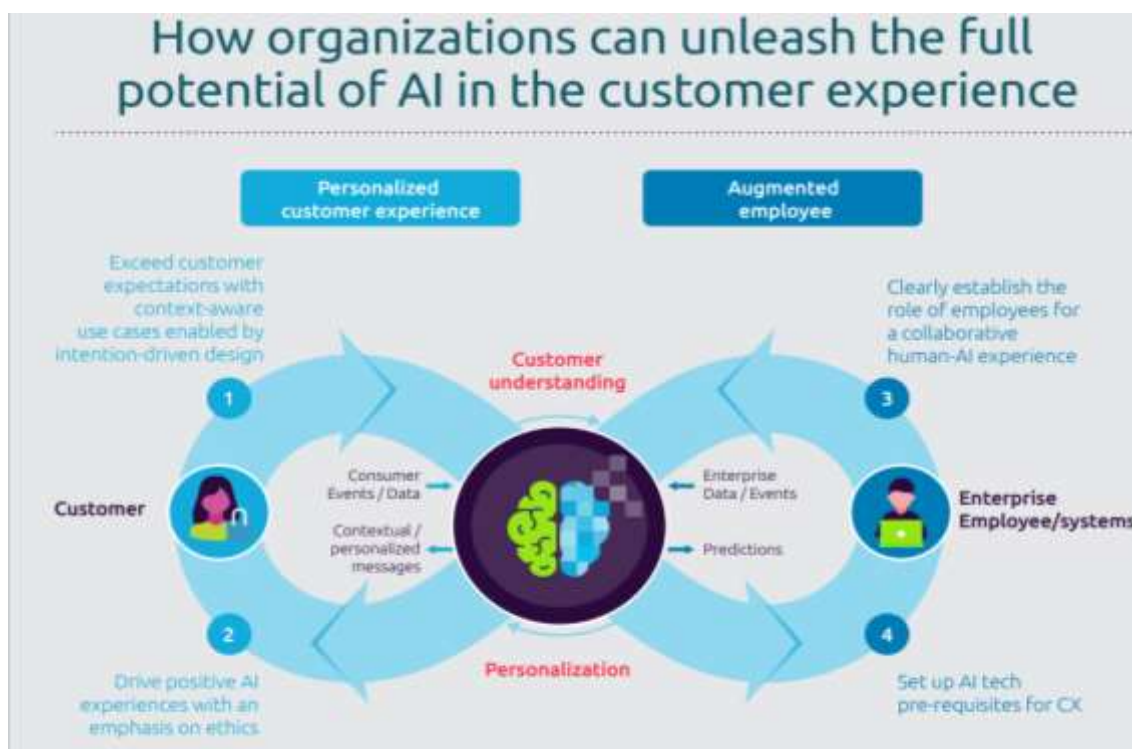 How organizations can unleash the full
potential of AI in the customer experience
Personalized
customer experience
Augmented
employee
Exceed customer
expectations with
context-aware
use cases enabled by
intention-driven design
Clearly establish the
role of employees for
a collaborative
human-AI experience
Customer
understanding
1
3
Consumer
Events / Data
Enterprise
Data / Events
Customer
Enterprise
Employee/systems
Contextual /
personalized
messages
Predictions
2
4
Personalization
Drive positive AI
experiences with an
emphasis on ethics
Set up AI tech
pre-requisites for CX